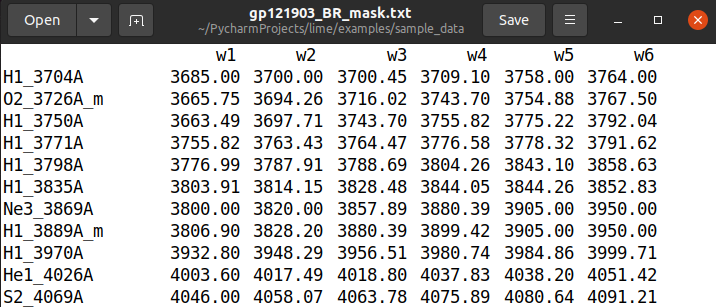 Open gp121903_BR_mask.txt Save
~/PycharmProjects/lime/examples/sample_data
w1 w2 w3 w4 w5 w6
H1_3704A 3685.00 3700.00 3700.45 3709.10 3758.00 3764.00
O2_3726A_m 3665.75 3694.26 3716.02 3743.70 3754.88 3767.50
H1_3750A 3663.49 3697.71 3743.70 3755.82 3775.22 3792.04
H1_3771A 3755.82 3763.43 3764.47 3776.58 3778.32 3791.62
H1_3798A 3776.99 3787.91 3788.69 3804.26 3843.10 3858.63
H1_3835A 3803.91 3814.15 3828.48 3844.05 3844.26 3852.83
Ne3_3869A 3800.00 3820.00 3857.89 3880.39 3905.00 3950.00
H1_3889A_m 3806.90 3828.20 3880.39 3899.42 3905.00 3950.00
H1_3970A 3932.80 3948.29 3956.51 3980.74 3984.86 3999.71
He1_4026A 4003.60 4017.49 4018.80 4037.83 4038.20 4051.42
S2_4069A 4046.00 4058.07 4063.78 4075.89 4080.64 4091.21